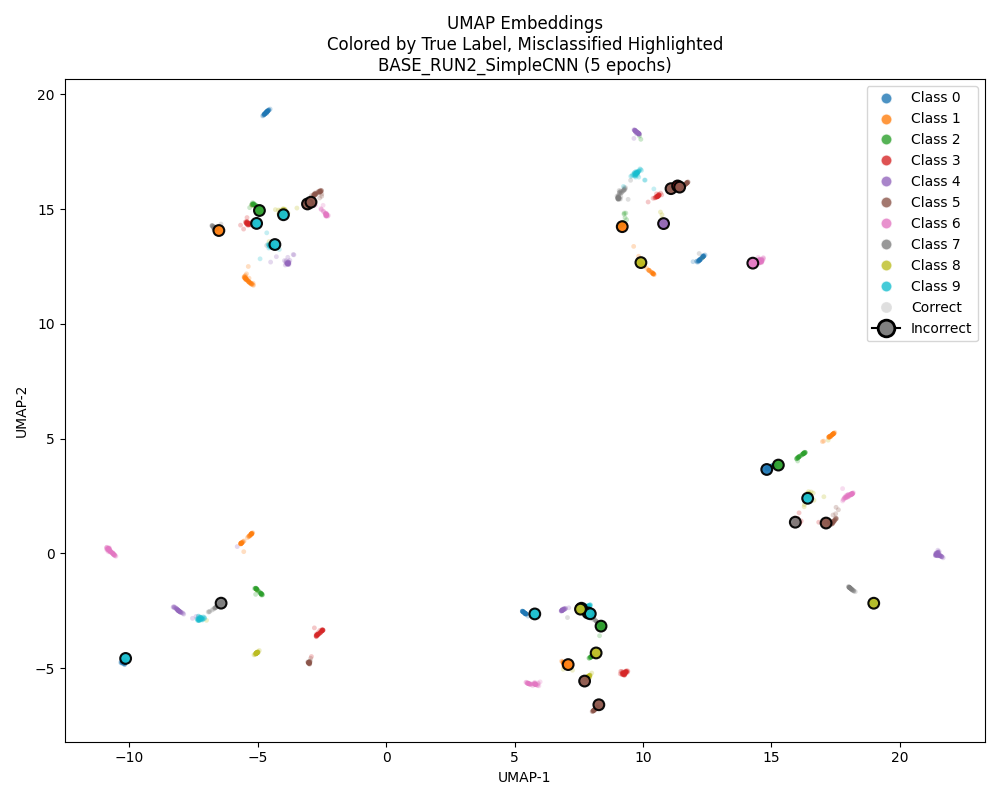 UMAP Embeddings
Colored by True Label, Misclassified Highlighted
BASE_RUN2_SimpleCNN (5 epochs)
20
15
10
5
0
−5
UMAP-2
−10
−5
0
5
10
15
20
UMAP-1
Class 0
Class 1
Class 2
Class 3
Class 4
Class 5
Class 6
Class 7
Class 8
Class 9
Correct
Incorrect